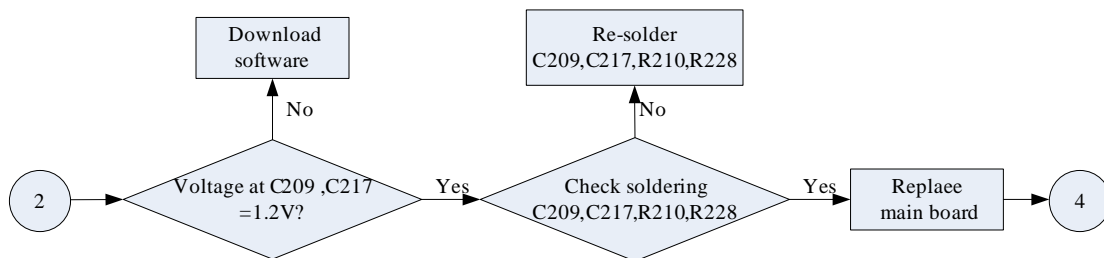 Download
software
Re-solder
C209,C217,R210,R228
No
No
2
Voltage at C209 ,C217
=1.2V?
Yes
Check soldering
C209,C217,R210,R228
Yes
Replaee
main board
4